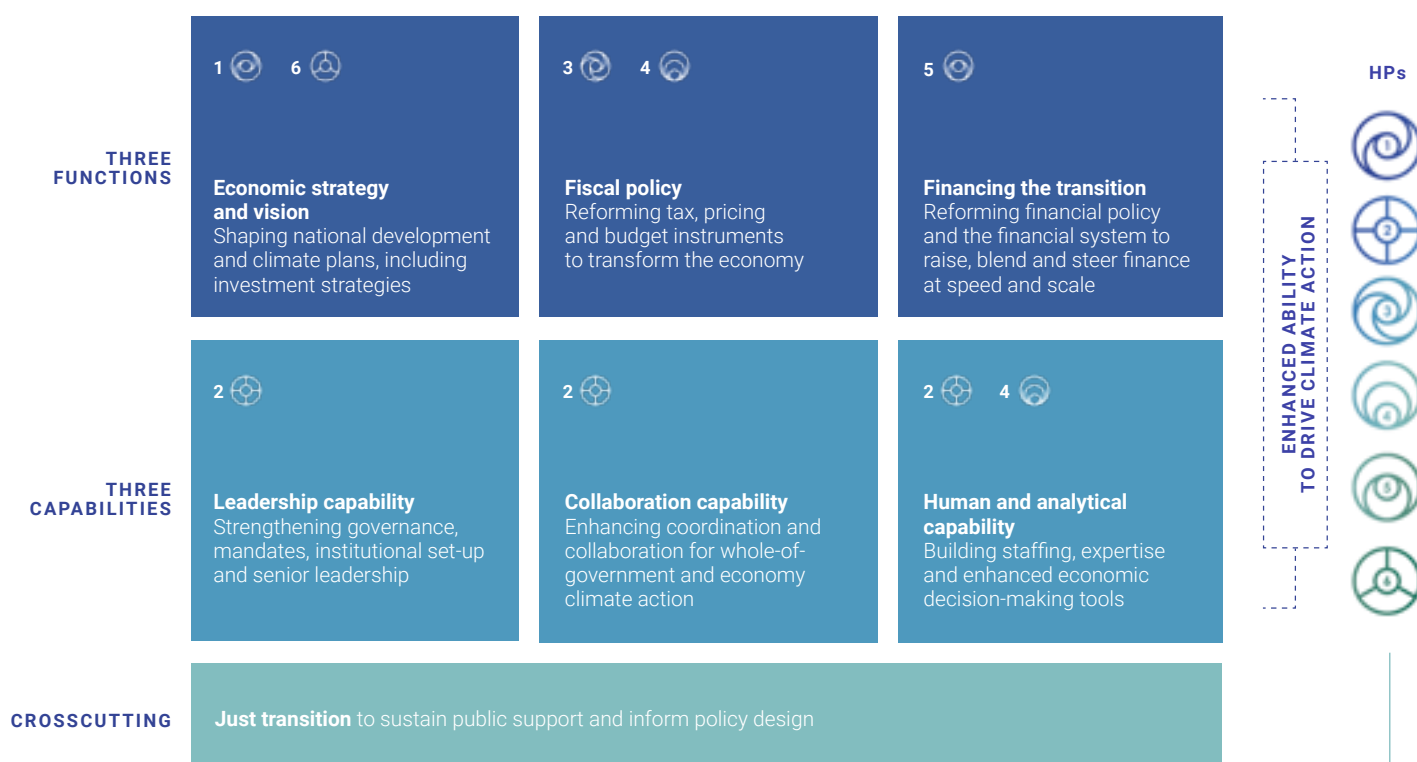 THREE
FUNCTIONS
1 6
Economic strategy
and vision
Shaping national development
and climate plans, including
investment strategies
3 4
Fiscal policy
Reforming tax, pricing
and budget instruments
to transform the economy
5
Financing the transition
Reforming financial policy
and the financial system to
raise, blend and steer finance
at speed and scale
THREE
CAPABILITIES
2
Leadership capability
Strengthening governance,
mandates, institutional set-up
and senior leadership
2
Collaboration capability
Enhancing coordination and
collaboration for whole-of-
government and economy
climate action
2 4
Human and analytical
capability
Building staffing, expertise
and enhanced economic
decision-making tools
CROSSCUTTING
Just transition to sustain public support and inform policy design
ENHANCED ABILITY
TO DRIVE CLIMATE ACTION
HPs
1
2
3
4
5
6